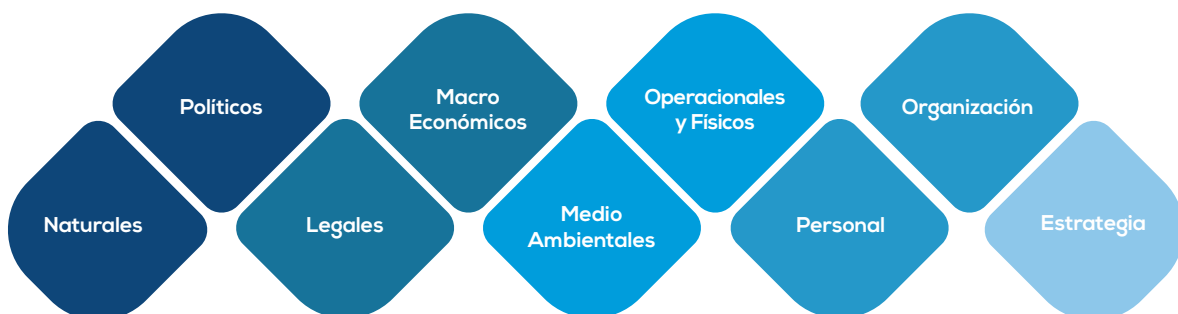 Políticos
Macro
Económicos
Operacionales
y Físicos
Organización
Naturales
Legales
Medio
Ambientales
Personal
Estrategia